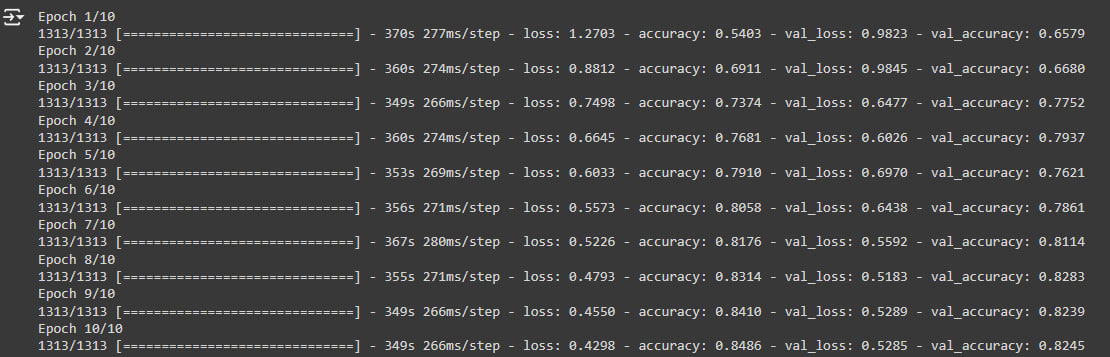 Epoch 1/10
1313/1313 [==============================] - 370s 277ms/step - loss: 1.2703 - accuracy: 0.5403 - val_loss: 0.9823 - val_accuracy: 0.6579
Epoch 2/10
1313/1313 [==============================] - 360s 274ms/step - loss: 0.8812 - accuracy: 0.6911 - val_loss: 0.9845 - val_accuracy: 0.6680
Epoch 3/10
1313/1313 [==============================] - 349s 266ms/step - loss: 0.7498 - accuracy: 0.7374 - val_loss: 0.6477 - val_accuracy: 0.7752
Epoch 4/10
1313/1313 [==============================] - 360s 274ms/step - loss: 0.6645 - accuracy: 0.7681 - val_loss: 0.6026 - val_accuracy: 0.7937
Epoch 5/10
1313/1313 [==============================] - 353s 269ms/step - loss: 0.6033 - accuracy: 0.7910 - val_loss: 0.6970 - val_accuracy: 0.7621
Epoch 6/10
1313/1313 [==============================] - 356s 271ms/step - loss: 0.5573 - accuracy: 0.8058 - val_loss: 0.6438 - val_accuracy: 0.7861
Epoch 7/10
1313/1313 [==============================] - 367s 280ms/step - loss: 0.5226 - accuracy: 0.8176 - val_loss: 0.5592 - val_accuracy: 0.8114
Epoch 8/10
1313/1313 [==============================] - 355s 271ms/step - loss: 0.4793 - accuracy: 0.8314 - val_loss: 0.5183 - val_accuracy: 0.8283
Epoch 9/10
1313/1313 [==============================] - 349s 266ms/step - loss: 0.4550 - accuracy: 0.8410 - val_loss: 0.5289 - val_accuracy: 0.8239
Epoch 10/10
1313/1313 [==============================] - 349s 266ms/step - loss: 0.4298 - accuracy: 0.8486 - val_loss: 0.5285 - val_accuracy: 0.8245